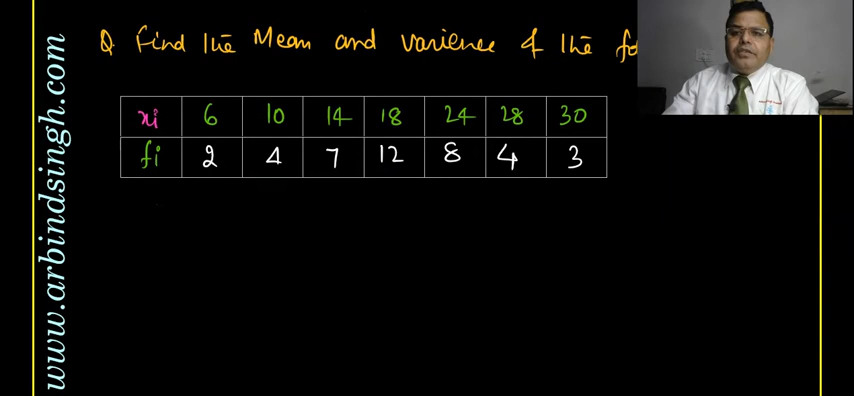 Q Find the Mean and varience of the fo
xi 6 10 14 18 24 28 30
fi 2 4 7 12 8 4 3
www.arbindsingh.com